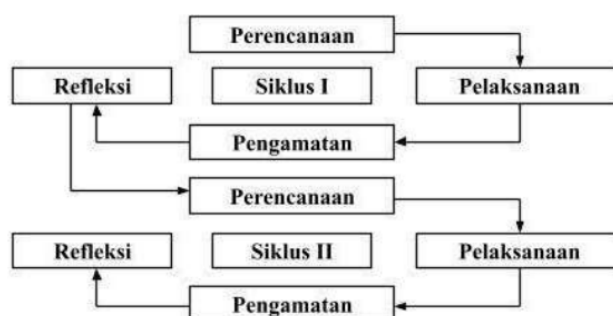 Perencanaan
Refleksi
Siklus I
Pelaksanaan
Pengamatan
Perencanaan
Refleksi
Siklus II
Pelaksanaan
Pengamatan